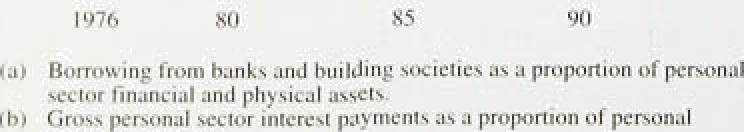 1976 80 85 90
(a) Borrowing from banks and building societies as a proportion of personal
sector financial and physical assets.
(b) Gross personal sector interest payments as a proportion of personal